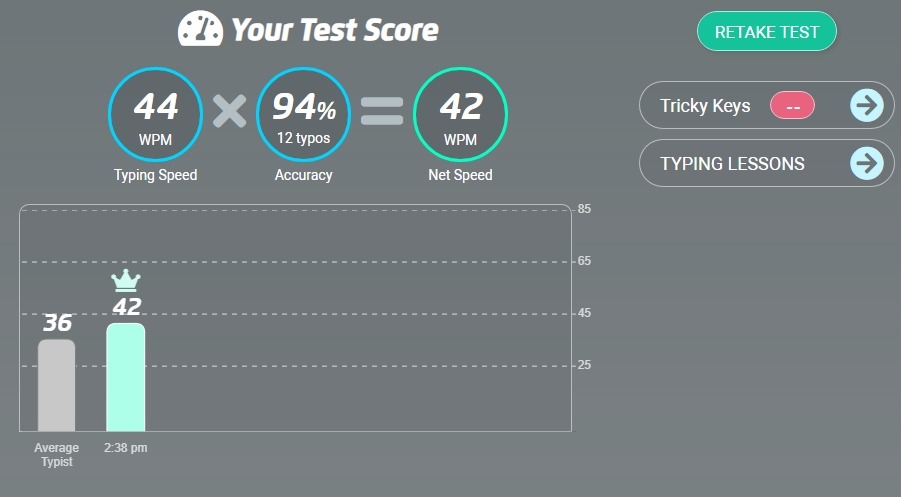 Your Test Score
RETAKE TEST
44
WPM
Typing Speed
94%
12 typos
Accuracy
42
WPM
Net Speed
Tricky Keys --
TYPING LESSONS
85
65
45
25
36
42
Average
Typist
2:38 pm